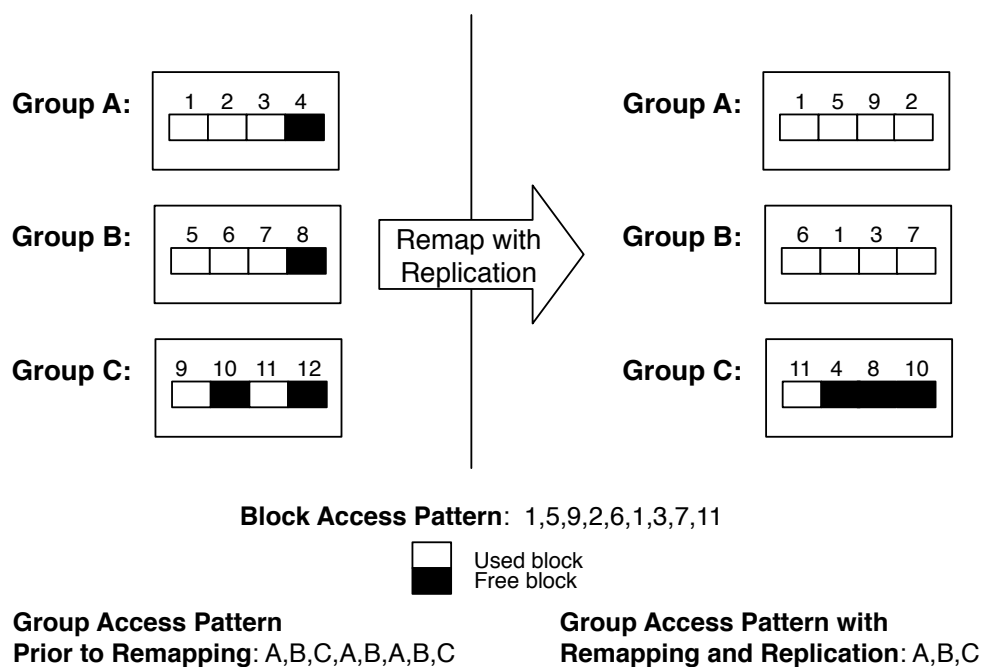 Group A:
1 2 3 4
Group A:
1 5 9 2
Group B:
5 6 7 8
Remap with
Replication
Group B:
6 1 3 7
Group C:
9 10 11 12
Group C:
11 4 8 10
Block Access Pattern: 1,5,9,2,6,1,3,7,11
Used block
Free block
Group Access Pattern
Prior to Remapping: A,B,C,A,B,A,B,C
Group Access Pattern with
Remapping and Replication: A,B,C